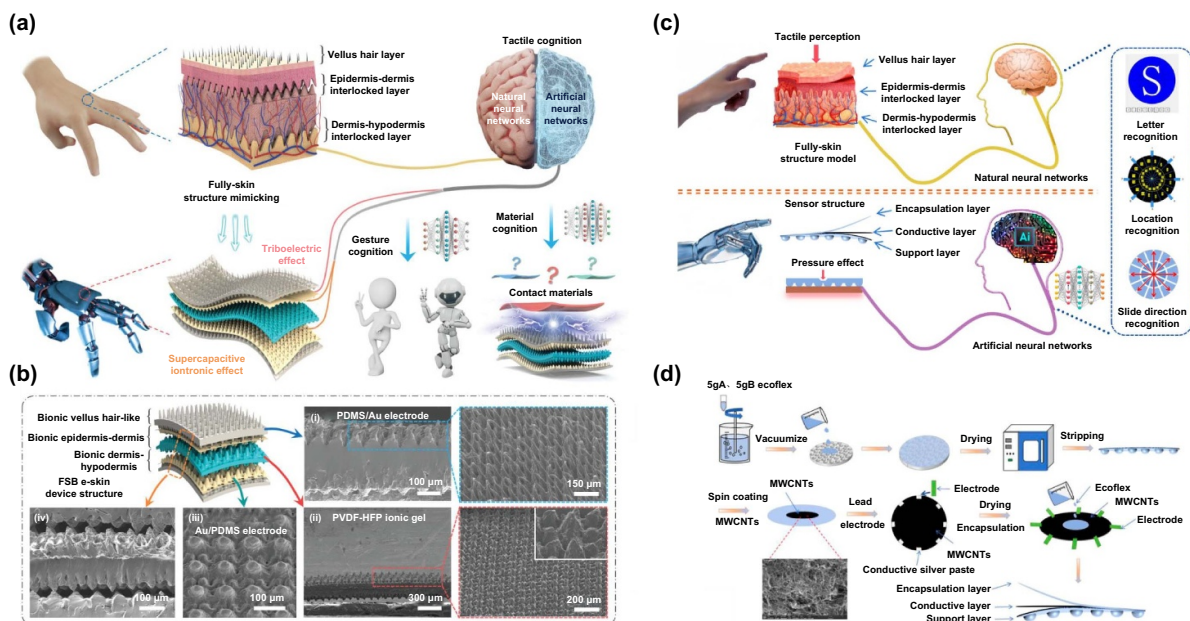 (a)
Vellus hair layer
Epidermis-dermis
interlocked layer
Dermis-hypodermis
interlocked layer
Tactile cognition
Natural
neural
networks
Artificial
neural
networks
Fully-skin
structure mimicking
Triboelectric
effect
Supercapacitive
iontronic effect
Gesture
cognition
Material
cognition
? ? ?
Contact materials
(b)
Bionic vellus hair-like
Bionic epidermis-dermis
Bionic dermis-
hypodermis
FSB e-skin
device structure
(i)
PDMS/Au electrode
100 μm
150 μm
(iv)
100 μm
(iii)
Au/PDMS electrode
100 μm
(ii)
PVDF-HFP ionic gel
300 μm
200 μm
(c)
Tactile perception
Vellus hair layer
Epidermis-dermis
interlocked layer
Dermis-hypodermis
interlocked layer
Fully-skin
structure model
Natural neural networks
Sensor structure
Encapsulation layer
Conductive layer
Support layer
Pressure effect
Ai
Artificial neural networks
S
Letter
recognition
Location
recognition
Slide direction
recognition
(d)
5gA、5gB ecoflex
Vacuumize
Drying
Stripping
Spin coating
MWCNTs
MWCNTs
Lead
electrode
Electrode
MWCNTs
Conductive silver paste
Drying
Encapsulation
Ecoflex
MWCNTs
Electrode
Encapsulation layer
Conductive layer
Support layer